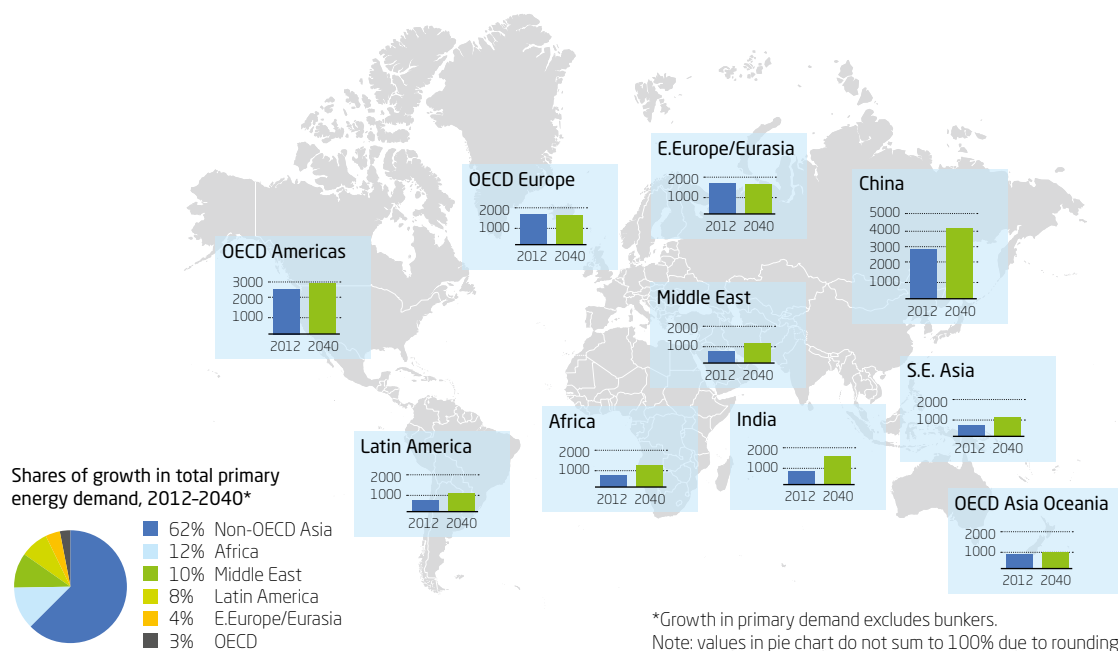 E.Europe/Eurasia
2000
1000
2012 2040
OECD Europe
2000
1000
2012 2040
China
5000
4000
3000
2000
1000
2012 2040
OECD Americas
3000
2000
1000
2012 2040
Middle East
2000
1000
2012 2040
S.E. Asia
2000
1000
2012 2040
Africa
2000
1000
2012 2040
India
2000
1000
2012 2040
Latin America
2000
1000
2012 2040
OECD Asia Oceania
2000
1000
2012 2040
Shares of growth in total primary
energy demand, 2012–2040*
62% Non-OECD Asia
12% Africa
10% Middle East
8% Latin America
4% E.Europe/Eurasia
3% OECD
*Growth in primary demand excludes bunkers.
Note: values in pie chart do not sum to 100% due to rounding